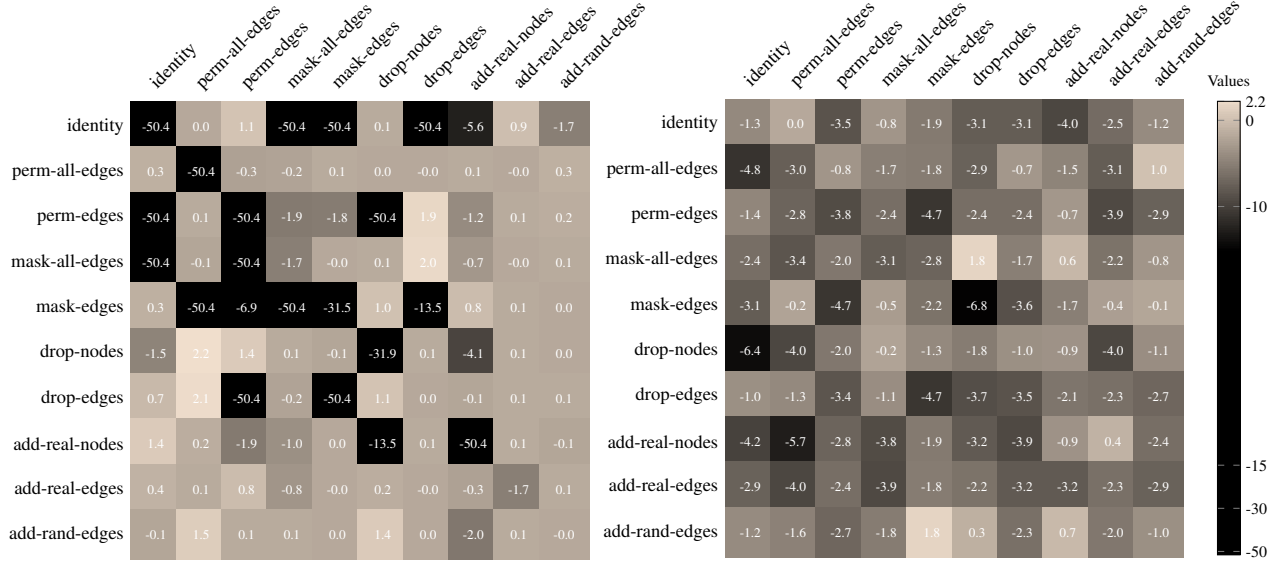 identity perm-all-edges perm-edges mask-all-edges mask-edges drop-nodes drop-edges add-real-nodes add-real-edges add-rand-edges
identity -50.4 0.0 1.1 -50.4 -50.4 0.1 -50.4 -5.6 0.9 -1.7
perm-all-edges 0.3 -50.4 -0.3 -0.2 0.1 0.0 -0.0 0.1 -0.0 0.3
perm-edges -50.4 0.1 -50.4 -1.9 -1.8 -50.4 1.9 -1.2 0.1 0.2
mask-all-edges -50.4 -0.1 -50.4 -1.7 -0.0 0.1 2.0 -0.7 -0.0 0.1
mask-edges 0.3 -50.4 -6.9 -50.4 -31.5 1.0 -13.5 0.8 0.1 0.0
drop-nodes -1.5 2.2 1.4 0.1 -0.1 -31.9 0.1 -4.1 0.1 0.0
drop-edges 0.7 2.1 -50.4 -0.2 -50.4 1.1 0.0 -0.1 0.1 0.1
add-real-nodes 1.4 0.2 -1.9 -1.0 0.0 -13.5 0.1 -50.4 0.1 -0.1
add-real-edges 0.4 0.1 0.8 -0.8 -0.0 0.2 -0.0 -0.3 -1.7 0.1
add-rand-edges -0.1 1.5 0.1 0.1 0.0 1.4 0.0 -2.0 0.1 -0.0
identity perm-all-edges perm-edges mask-all-edges mask-edges drop-nodes drop-edges add-real-nodes add-real-edges add-rand-edges
identity -1.3 0.0 -3.5 -0.8 -1.9 -3.1 -3.1 -4.0 -2.5 -1.2
perm-all-edges -4.8 -3.0 -0.8 -1.7 -1.8 -2.9 -0.7 -1.5 -3.1 1.0
perm-edges -1.4 -2.8 -3.8 -2.4 -4.7 -2.4 -2.4 -0.7 -3.9 -2.9
mask-all-edges -2.4 -3.4 -2.0 -3.1 -2.8 1.8 -1.7 0.6 -2.2 -0.8
mask-edges -3.1 -0.2 -4.7 -0.5 -2.2 -6.8 -3.6 -1.7 -0.4 -0.1
drop-nodes -6.4 -4.0 -2.0 -0.2 -1.3 -1.8 -1.0 -0.9 -4.0 -1.1
drop-edges -1.0 -1.3 -3.4 -1.1 -4.7 -3.7 -3.5 -2.1 -2.3 -2.7
add-real-nodes -4.2 -5.7 -2.8 -3.8 -1.9 -3.2 -3.9 -0.9 0.4 -2.4
add-real-edges -2.9 -4.0 -2.4 -3.9 -1.8 -2.2 -3.2 -3.2 -2.3 -2.9
add-rand-edges -1.2 -1.6 -2.7 -1.8 1.8 0.3 -2.3 0.7 -2.0 -1.0
Values
2.2
0
-10
-15
-30
-50